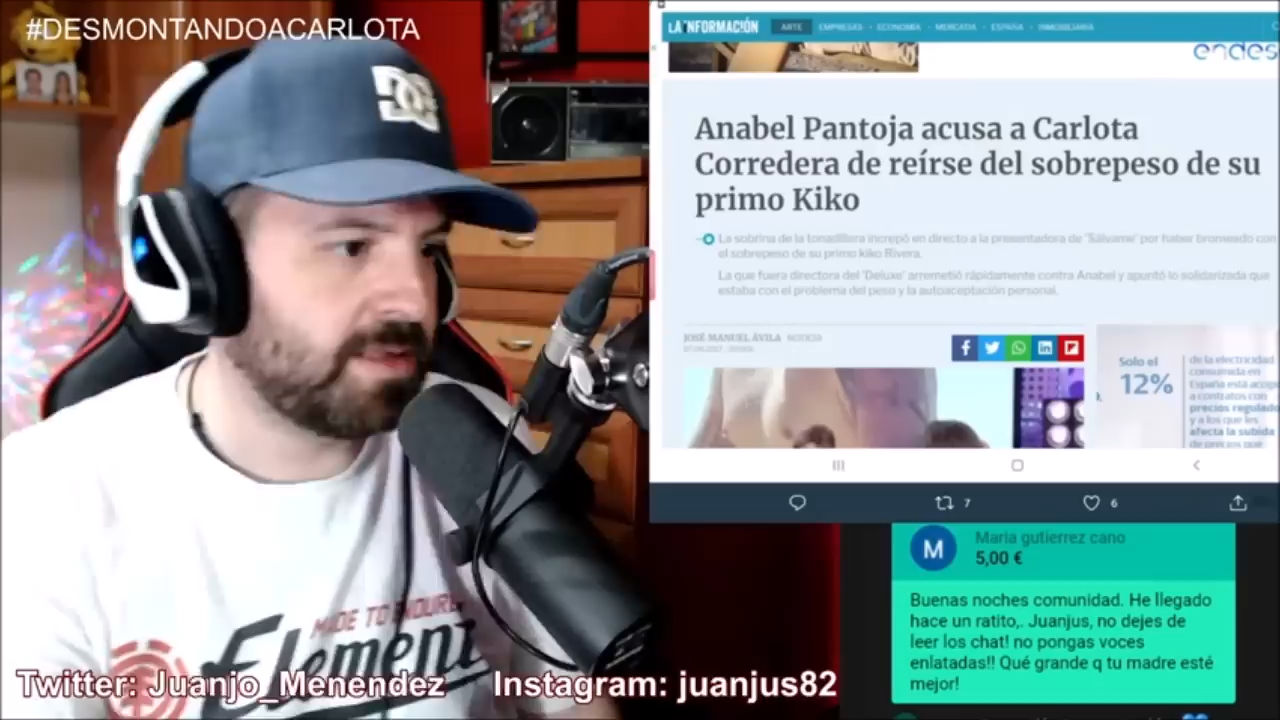 #DESMONTANDOACARLOTA
LA INFORMACIÓN
ARTE
EMPRESAS
ECONOMÍA
MERCADOS
ESPAÑA
INMOBILIARIA
endes
Anabel Pantoja acusa a Carlota
Corredera de reírse del sobrepeso de su
primo Kiko
La sobrina de la tonadillera increpó en directo a la presentadora de 'Sálvame' por haber bromeado con
el sobrepeso de su primo kiko Rivera.
La que fuera directora del 'Deluxe' arremetió rápidamente contra Anabel y apuntó lo solidarizada que
estaba con el problema del peso y la autoaceptación personal.
JOSÉ MANUEL ÁVILA
Solo el
12%
de la electricidad
consumida en
España está acog
a contratos con
precios regulado
y a los que les
afecta la subida
de precios que
7
6
M
Maria gutierrez cano
5,00 €
Buenas noches comunidad. He llegado
hace un ratito,. Juanjus, no dejes de
leer los chat! no pongas voces
enlatadas!! Qué grande q tu madre esté
mejor!
DC
MADE TO ENDURE
Element
Twitter: Juanjo_Menendez
Instagram: juanjus82